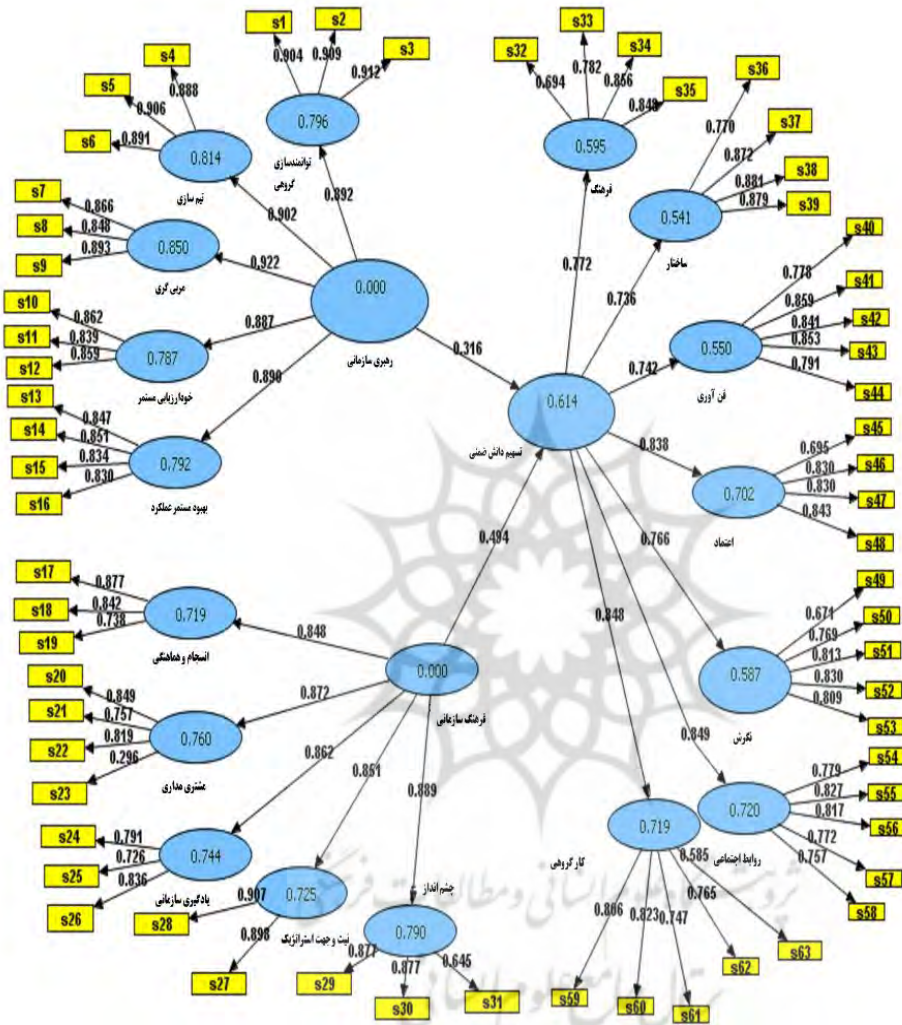 s1
s2
s3
0.904
0.909
0.912
0.796
توانمندسازی
گروهی
0.892
s4
s5
s6
0.888
0.906
0.891
0.814
تیم سازی
0.902
s7
s8
s9
0.866
0.848
0.893
0.850
مربی گری
0.922
s10
s11
s12
0.862
0.839
0.859
0.787
خودارزیابی مستمر
0.887
s13
s14
s15
s16
0.847
0.851
0.834
0.830
0.792
بهبود مستمر عملکرد
0.890
0.000
رهبری سازمانی
0.316
s32
s33
s34
s35
0.694
0.782
0.856
0.848
0.595
فرهنگ
0.772
s36
s37
s38
s39
0.770
0.872
0.881
0.879
0.541
ساختار
0.736
s40
s41
s42
s43
s44
0.778
0.859
0.841
0.853
0.791
0.550
فن آوری
0.742
0.614
تسهیم دانش ضمنی
s45
s46
s47
s48
0.695
0.830
0.830
0.843
0.702
اعتماد
0.838
s49
s50
s51
s52
s53
0.671
0.769
0.813
0.830
0.809
0.587
نگرش
0.766
s54
s55
s56
s57
s58
0.779
0.827
0.817
0.772
0.757
0.720
روابط اجتماعی
0.849
s59
s60
s61
s62
s63
0.823
0.747
0.765
0.585
0.719
کار گروهی
0.848
0.494
s17
s18
s19
0.877
0.842
0.738
0.719
انسجام و هماهنگی
0.848
s20
s21
s22
s23
0.849
0.757
0.819
0.296
0.760
مشتری مداری
0.872
s24
s25
s26
0.791
0.726
0.836
0.744
یادگیری سازمانی
0.862
s28
s27
0.907
0.898
0.725
نیت و جهت استراتژیک
0.851
s29
s30
s31
0.877
0.877
0.645
0.790
چشم انداز
0.889
0.000
فرهنگ سازمانی
پژوهشگاه علوم انسانی و مطالعات فرهنگی
پرتال جامع علوم انسانی